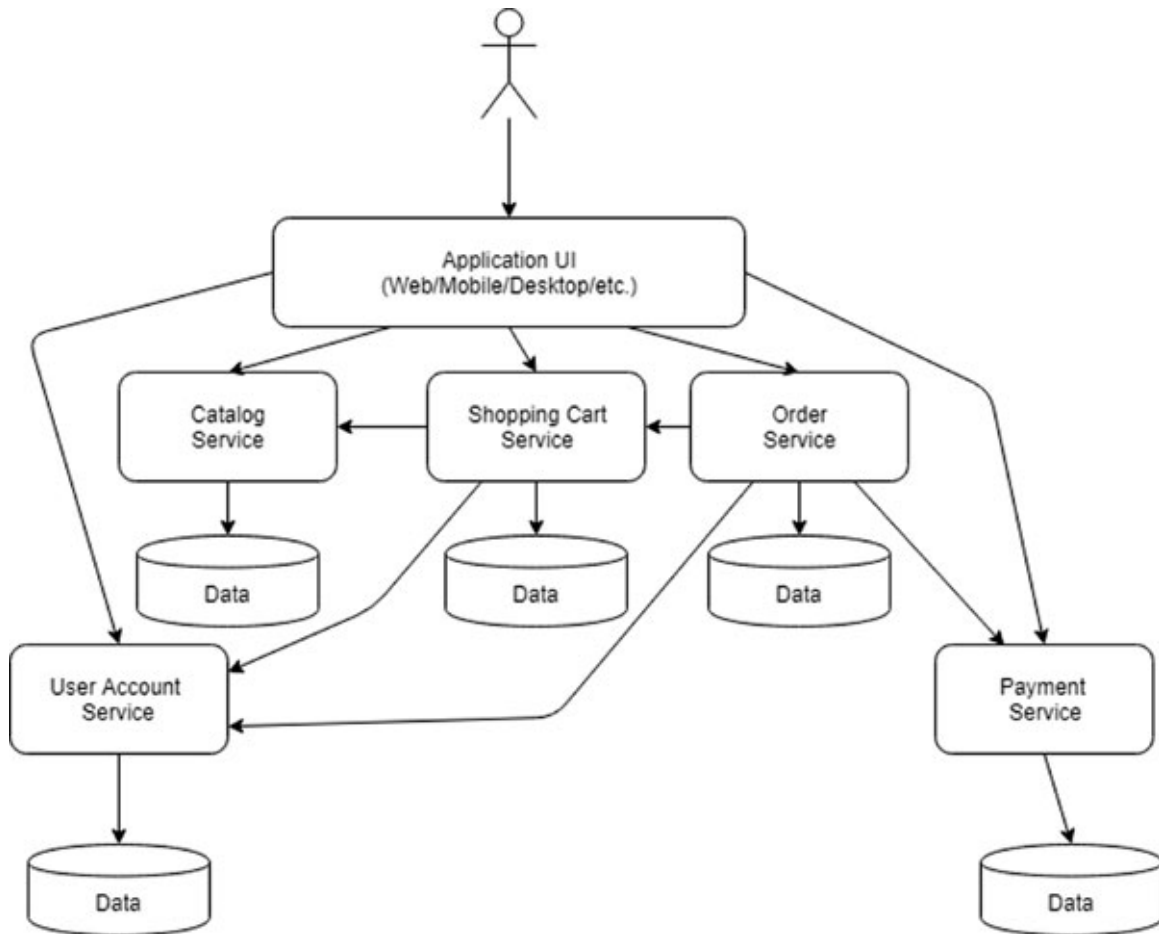 Application UI
(Web/Mobile/Desktop/etc.)
Catalog
Service
Shopping Cart
Service
Order
Service
Data
Data
Data
User Account
Service
Payment
Service
Data
Data